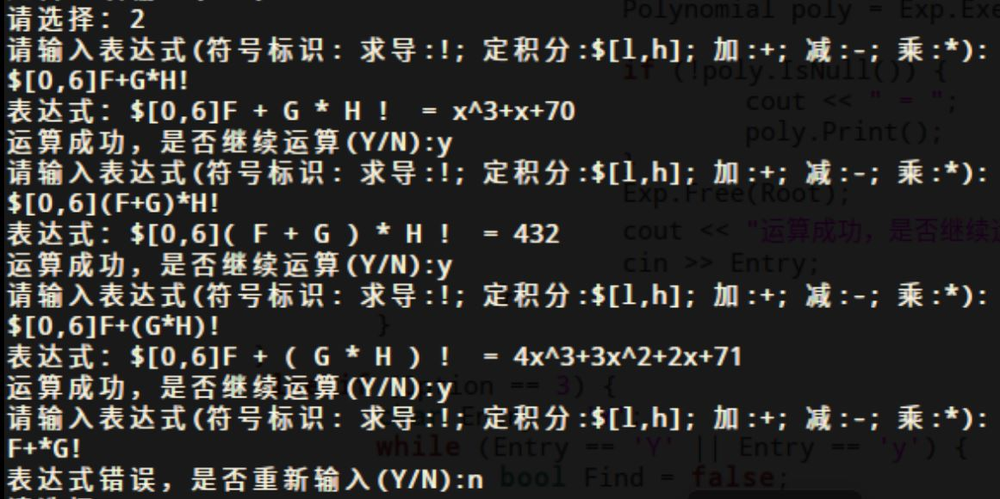 请选择: 2
请输入表达式(符号标识: 求导:!; 定积分:$[l,h]; 加:+; 减:-; 乘:*):
$[0,6]F+G*H!
表达式: $[0,6]F + G * H !  = x^3+x+70
运算成功, 是否继续运算(Y/N):y
请输入表达式(符号标识: 求导:!; 定积分:$[l,h]; 加:+; 减:-; 乘:*):
$[0,6](F+G)*H!
表达式: $[0,6]( F + G ) * H !  = 432
运算成功, 是否继续运算(Y/N):y
请输入表达式(符号标识: 求导:!; 定积分:$[l,h]; 加:+; 减:-; 乘:*):
$[0,6]F+(G*H)!
表达式: $[0,6]F + ( G * H ) !  = 4x^3+3x^2+2x+71
运算成功, 是否继续运算(Y/N):y
请输入表达式(符号标识: 求导:!; 定积分:$[l,h]; 加:+; 减:-; 乘:*):
F+*G!
表达式错误, 是否重新输入(Y/N):n
Polynomial poly = Exp.Exe
if (!poly.IsNull()) {
cout << " = ";
poly.Print();
}
Exp.Free(Root);
cout << "运算成功, 是否继续
cin >> Entry;
}
== 3) {
while (Entry == 'Y' || Entry == 'y') {
bool Find = false;